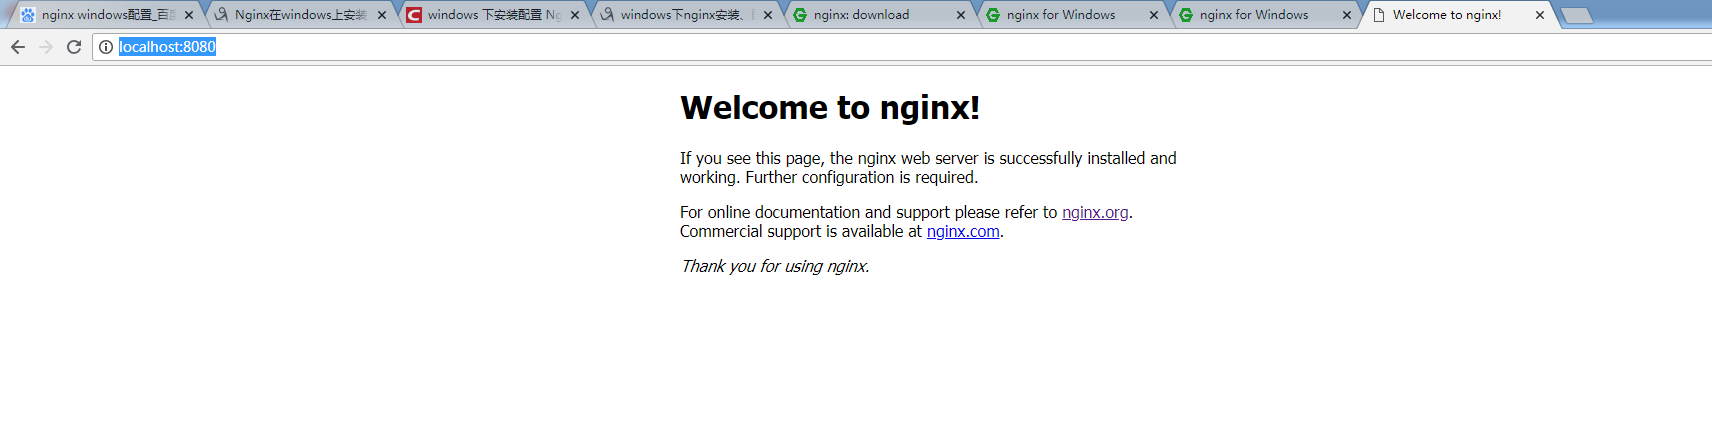 nginx windows配置_百
Nginx在windows上安装
windows 下安装配置 Ng
windows下nginx安装、
nginx: download
nginx for Windows
nginx for Windows
Welcome to nginx!
localhost:8080
Welcome to nginx!
If you see this page, the nginx web server is successfully installed and
working. Further configuration is required.
For online documentation and support please refer to nginx.org.
Commercial support is available at nginx.com.
Thank you for using nginx.